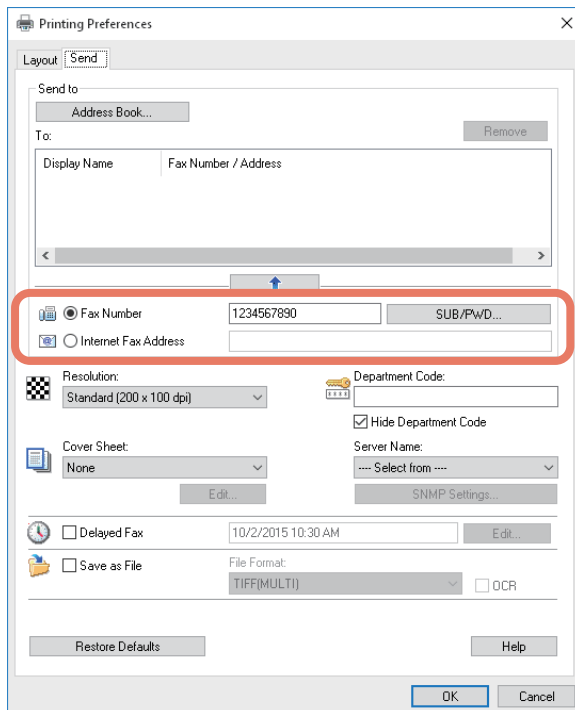 Printing Preferences
Layout Send
Send to
Address Book...
To:
Remove
Display Name Fax Number / Address
Fax Number 1234567890 SUB/PWD...
Internet Fax Address
Resolution:
Standard (200 x 100 dpi)
Department Code:
Hide Department Code
Cover Sheet:
None
Edit...
Server Name:
---- Select from ----
SNMP Settings...
Delayed Fax 10/2/2015 10:30 AM Edit...
Save as File
File Format:
TIFF(MULTI) OCR
Restore Defaults Help
OK Cancel